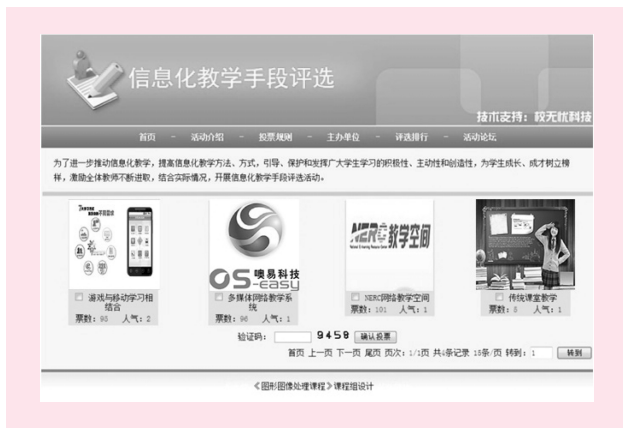 信息化教学手段评选
技术支持：校无忧科技
首页 - 活动介绍 - 投票规则 - 主办单位 - 评选排行 - 活动论坛
为了进一步推动信息化教学，提高信息化教学方法、方式，引导、保护和发挥广大学生学习的积极性、主动性和创造性，为学生成长、成才树立榜
样，激励全体教师不断进取，结合实际情况，开展信息化教学手段评选活动。
OS 噢易科技
-easy
NERC教学空间
游戏与移动学习相
结合
票数：93 人气：2
多媒体网络教学系
统
票数：96 人气：1
NERC网络教学空间
票数：101 人气：1
传统课堂教学
票数：3 人气：1
验证码： 9458 确认投票
首页 上一页 下一页 尾页 页次：1/1页 共4条记录 15条/页 转到：1 转到
《图形图像处理课程》课程组设计